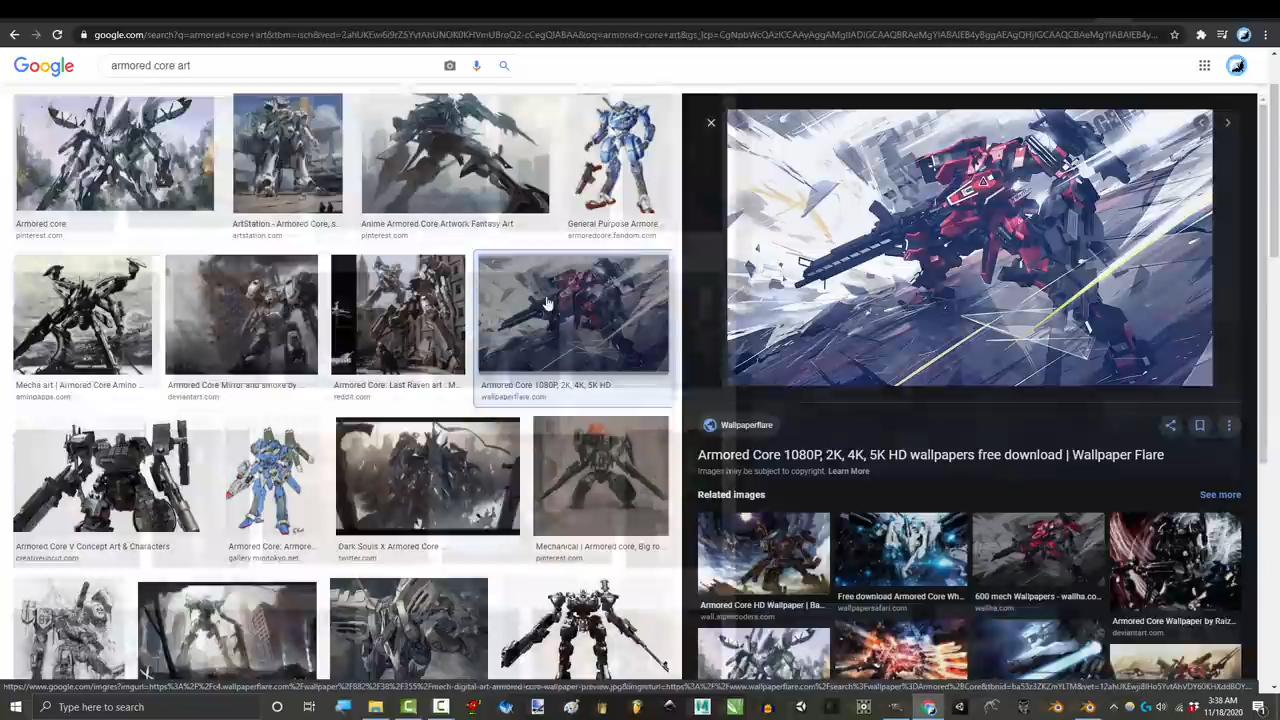 Google
armored core art
Armored core
pinterest.com
ArtStation - Armored Core, s...
artstation.com
Anime Armored Core Artwork Fantasy Art
pinterest.com
General Purpose Armore...
armoredcore.fandom.com
Mecha art | Armored Core Amino ...
aminoapps.com
Armored Core Mirror and smoke by ...
deviantart.com
Armored Core: Last Raven art : M...
reddit.com
Armored Core 1080P, 2K, 4K, 5K HD ...
wallpaperflare.com
Armored Core V Concept Art & Characters
creativeuncut.com
Armored Core: Armore...
gallery.minitokyo.net
Dark Souls X Armored Core ...
twitter.com
Mechanical | Armored core, Big ro...
pinterest.com
Wallpaperflare
Armored Core 1080P, 2K, 4K, 5K HD wallpapers free download | Wallpaper Flare
Images may be subject to copyright. Learn More
Related images
See more
Armored Core HD Wallpaper | Ba...
wall.alphacoders.com
Free download Armored Core Wh...
wallpapersafari.com
600 mech Wallpapers - wallha.co...
wallha.com
Armored Core Wallpaper by Raiz...
deviantart.com
Type here to search
3:38 AM
11/18/2020